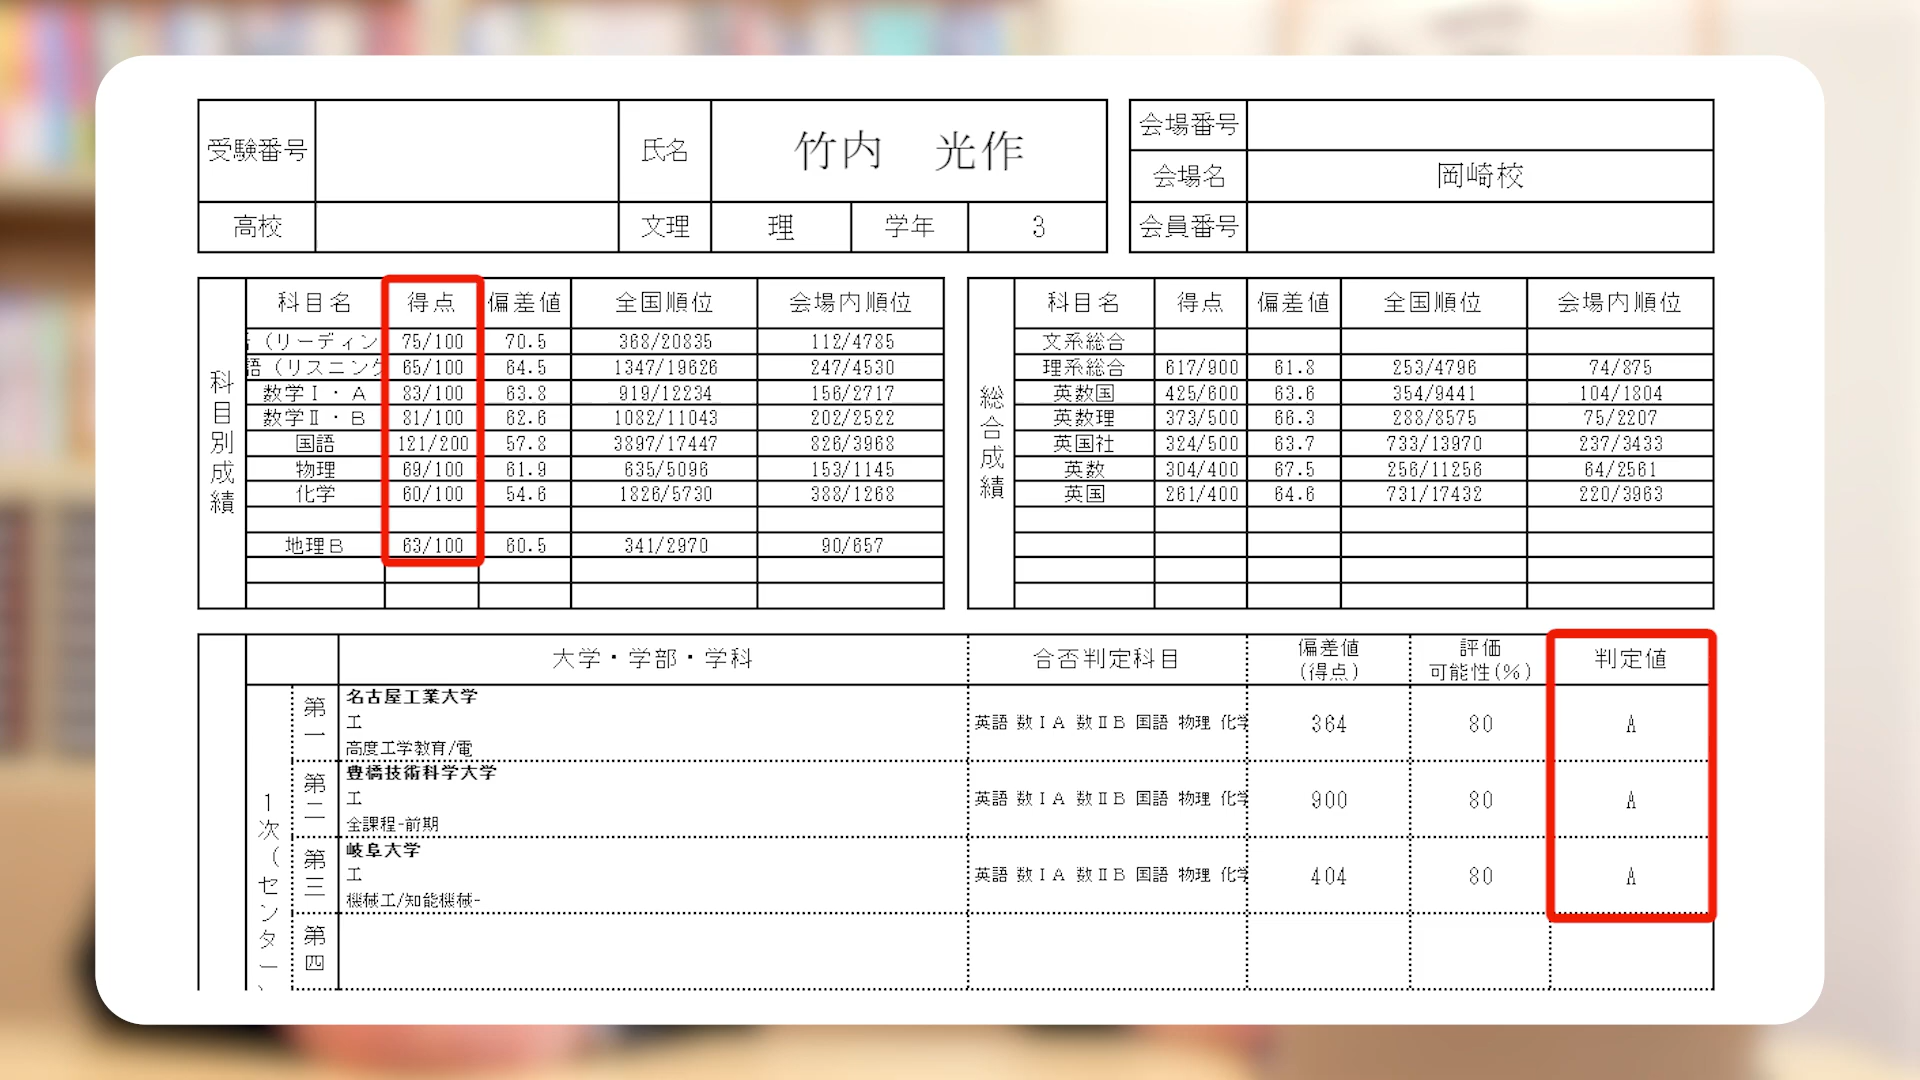 受験番号 氏名 竹内 光作
高校 文理 理 学年 3
会場番号
会場名 岡崎校
会員番号
科目別成績
科目名 得点 偏差値 全国順位 会場内順位
(リーディン 75/100 70.5 368/20835 112/4785
語(リスニング 65/100 64.5 1347/19626 247/4530
数学Ⅰ・A 83/100 63.8 919/12234 156/2717
数学Ⅱ・B 81/100 62.6 1082/11043 202/2522
国語 121/200 57.8 3897/17447 826/3968
物理 69/100 61.9 635/5096 153/1145
化学 60/100 54.6 1826/5730 388/1268
地理B 63/100 60.5 341/2970 90/657
総合成績
科目名 得点 偏差値 全国順位 会場内順位
文系総合
理系総合 617/900 61.8 253/4796 74/875
英数国 425/600 63.6 354/9441 104/1804
英数理 373/500 66.3 288/8575 75/2207
英国社 324/500 63.7 733/13970 237/3433
英数 304/400 67.5 256/11256 64/2561
英国 261/400 64.6 731/17432 220/3963
大学・学部・学科 合否判定科目 偏差値(得点) 評価可能性(%) 判定値
1次(センター)
第一 名古屋工業大学
工 英語 数ⅠA 数ⅡB 国語 物理 化学 364 80 A
高度工学教育/電
第二 豊橋技術科学大学
工 英語 数ⅠA 数ⅡB 国語 物理 化学 900 80 A
全課程-前期
第三 岐阜大学
工 英語 数ⅠA 数ⅡB 国語 物理 化学 404 80 A
機械工/知能機械-
第四